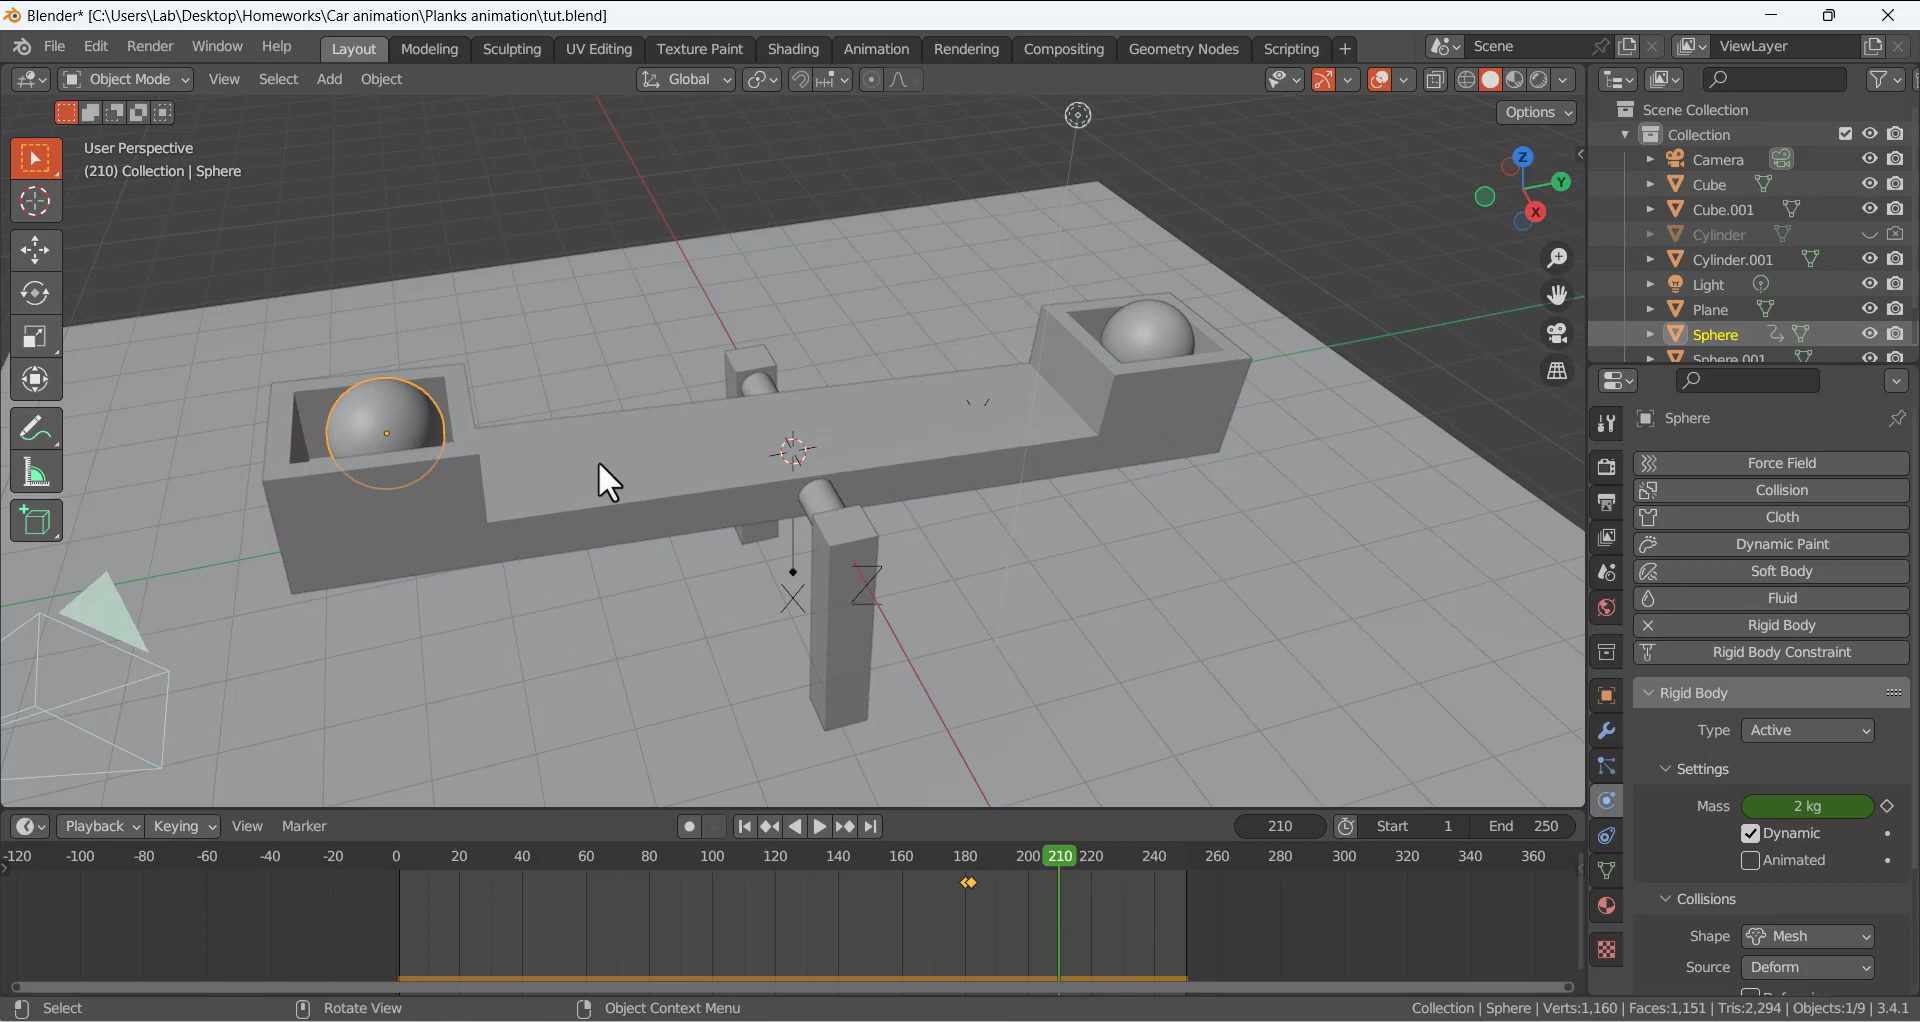 Blender* [C:\Users\Lab\Desktop\Homeworks\Car animation\Planks animation\tut.blend]
File Edit Render Window Help Layout Modeling Sculpting UV Editing Texture Paint Shading Animation Rendering Compositing Geometry Nodes Scripting + Scene ViewLayer
Object Mode View Select Add Object Global
Options
User Perspective
(210) Collection | Sphere
Z
Y
X
Scene Collection
Collection
Camera
Cube
Cube.001
Cylinder
Cylinder.001
Light
Plane
Sphere
Sphere.001
Sphere
Force Field
Collision
Cloth
Dynamic Paint
Soft Body
Fluid
Rigid Body
Rigid Body Constraint
Rigid Body
Type Active
Settings
Mass 2 kg
Dynamic
Animated
Collisions
Shape Mesh
Source Deform
X Z
Playback Keying View Marker 210 Start 1 End 250
-120 -100 -80 -60 -40 -20 0 20 40 60 80 100 120 140 160 180 200 210 220 240 260 280 300 320 340 360
Select Rotate View Object Context Menu Collection | Sphere | Verts:1,160 | Faces:1,151 | Tris:2,294 | Objects:1/9 | 3.4.1